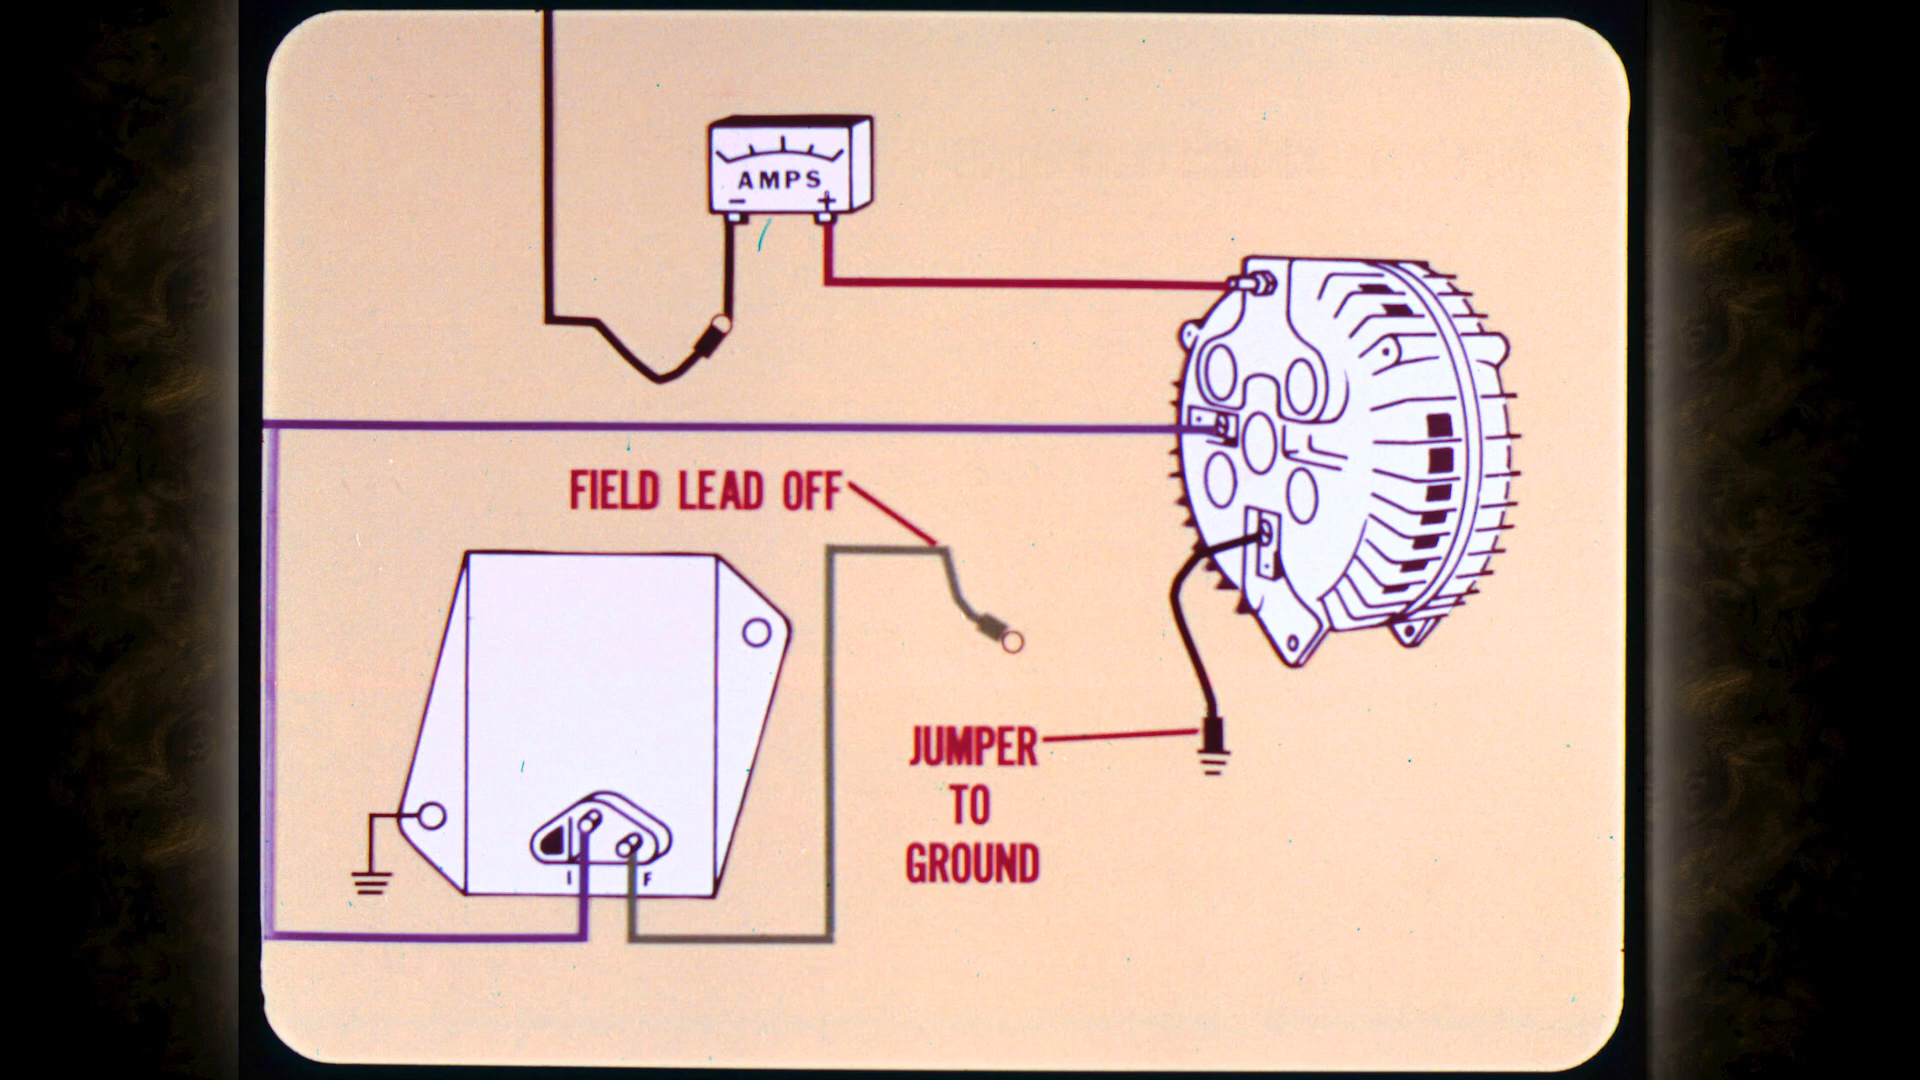 AMPS
− +
FIELD LEAD OFF
JUMPER
TO
GROUND
I F